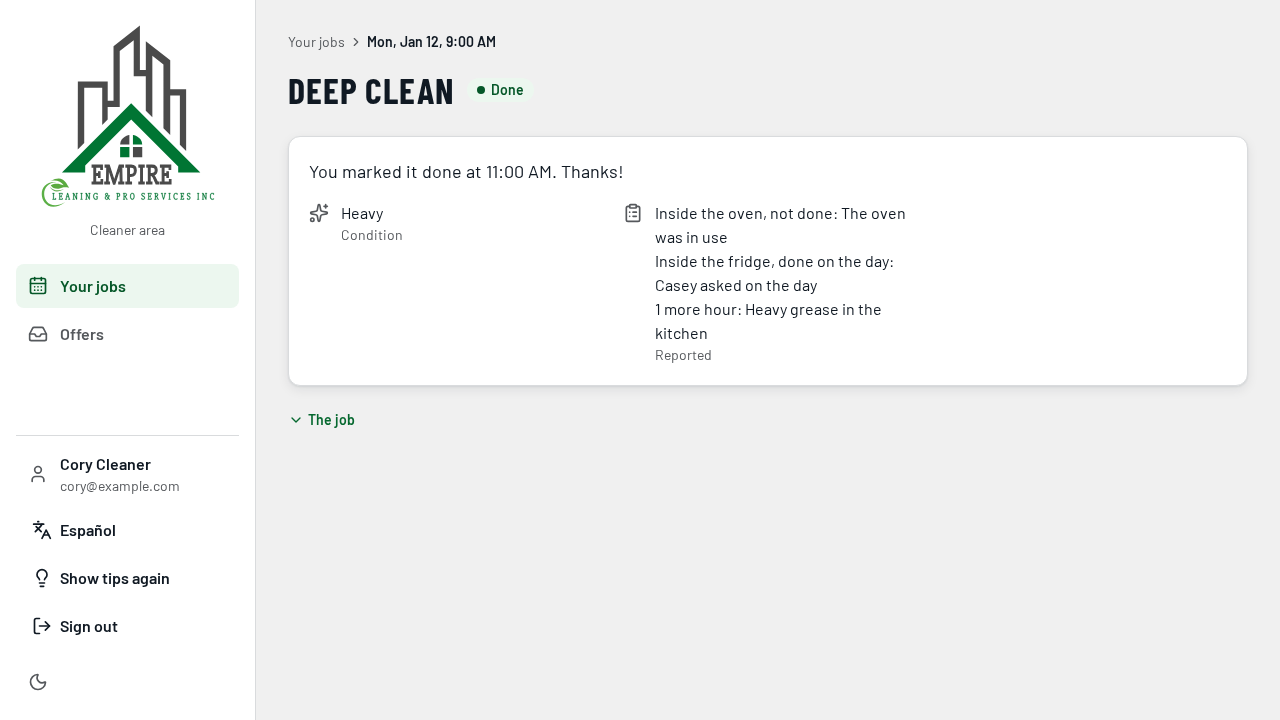 EMPIRE
LEANING & PRO SERVICES INC
Cleaner area
Your jobs
Offers
Cory Cleaner
cory@example.com
Español
Show tips again
Sign out
Your jobs > Mon, Jan 12, 9:00 AM
DEEP CLEAN
Done
You marked it done at 11:00 AM. Thanks!
Heavy
Condition
Inside the oven, not done: The oven
was in use
Inside the fridge, done on the day:
Casey asked on the day
1 more hour: Heavy grease in the
kitchen
Reported
The job